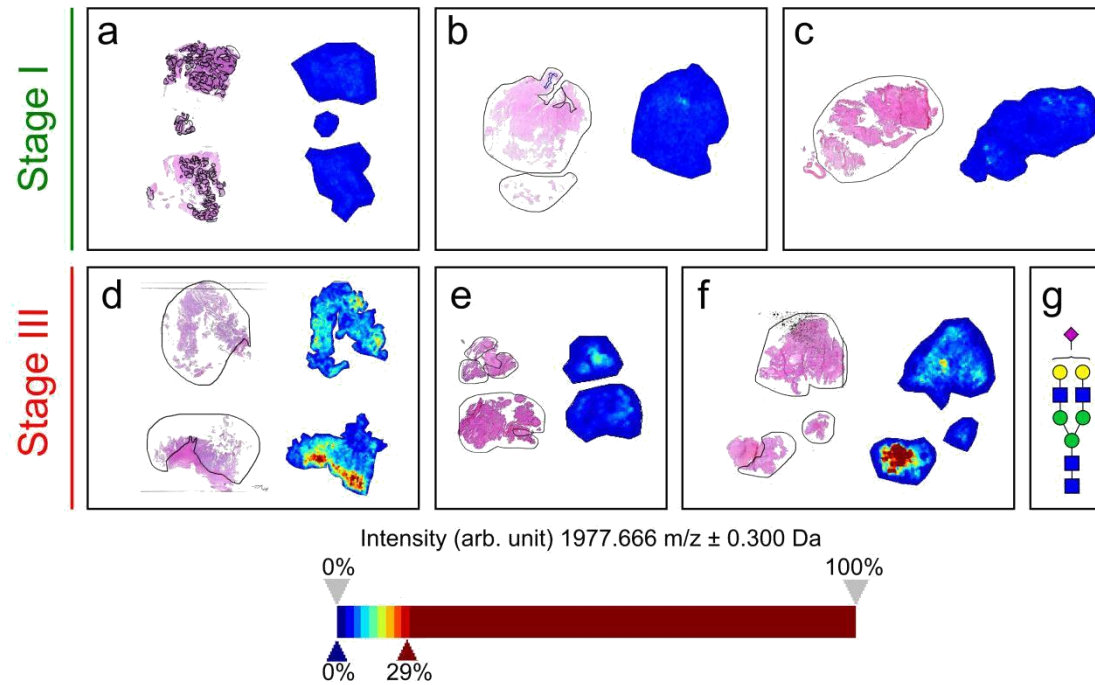 Stage I
a
b
c
Stage III
d
e
f
g
Intensity (arb. unit) 1977.666 m/z ± 0.300 Da
0%
100%
0%
29%